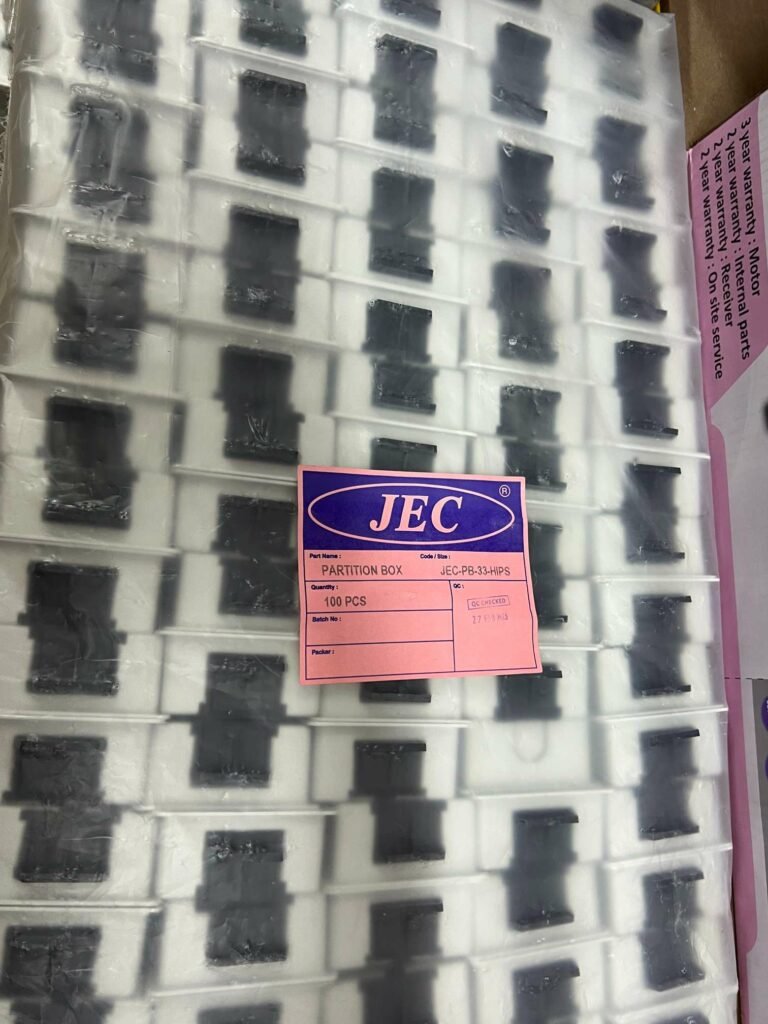 JEC ®
Part Name : Code / Size :
PARTITION BOX JEC-PB-33-HIPS
Quantity : QC :
100 PCS
QC CHECKED
Batch No :
Packer :
3 year warranty : Motor
2 year warranty : Internal parts
2 year warranty : Receiver
2 year warranty : On site service